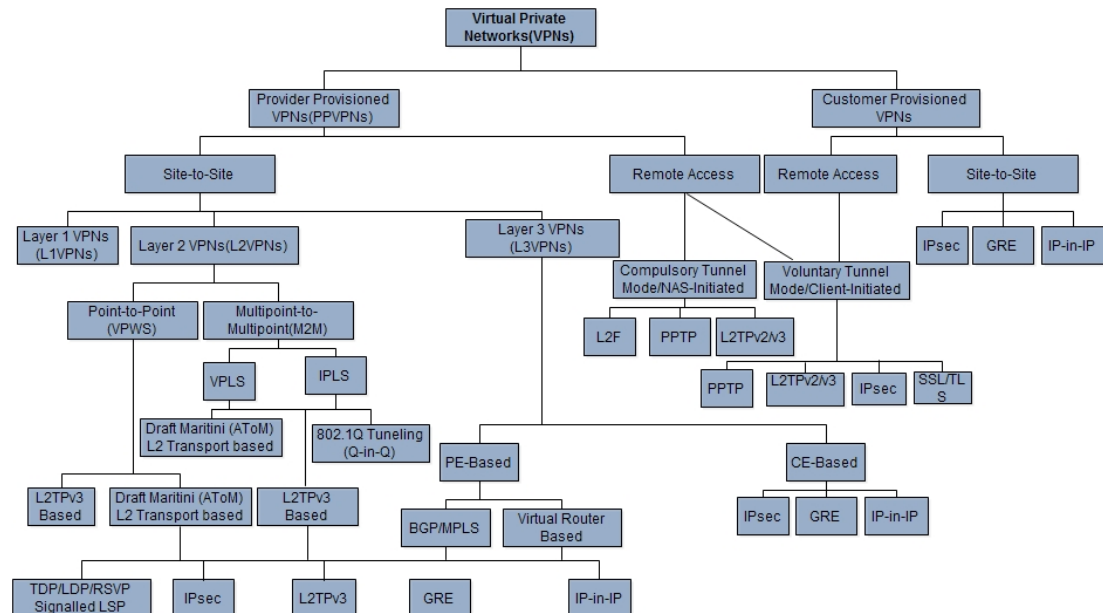 Virtual Private
Networks(VPNs)
Provider Provisioned
VPNs(PPVPNs)
Customer Provisioned
VPNs
Site-to-Site
Remote Access
Remote Access
Site-to-Site
Layer 1 VPNs
(L1VPNs)
Layer 2 VPNs(L2VPNs)
Layer 3 VPNs
(L3VPNs)
IPsec
GRE
IP-in-IP
Compulsory Tunnel
Mode/NAS-Initiated
Voluntary Tunnel
Mode/Client-Initiated
Point-to-Point
(VPWS)
Multipoint-to-
Multipoint(M2M)
L2F
PPTP
L2TPv2/v3
VPLS
IPLS
PPTP
L2TPv2/v3
IPsec
SSL/TL
S
Draft Maritini (AToM)
L2 Transport based
802.1Q Tuneling
(Q-in-Q)
PE-Based
CE-Based
L2TPv3
Based
Draft Maritini (AToM)
L2 Transport based
L2TPv3
Based
BGP/MPLS
Virtual Router
Based
IPsec
GRE
IP-in-IP
TDP/LDP/RSVP
Signalled LSP
IPsec
L2TPv3
GRE
IP-in-IP